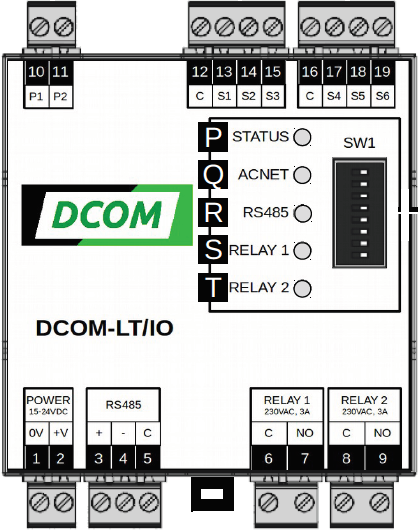 10 11 12 13 14 15 16 17 18 19
P1 P2 C S1 S2 S3 C S4 S5 S6
P STATUS SW1
Q ACNET
R RS485
S RELAY 1
T RELAY 2
DCOM
DCOM-LT/IO
POWER RS485 RELAY 1 RELAY 2
15-24VDC 230VAC, 3A 230VAC, 3A
0V +V + - C C NO C NO
1 2 3 4 5 6 7 8 9